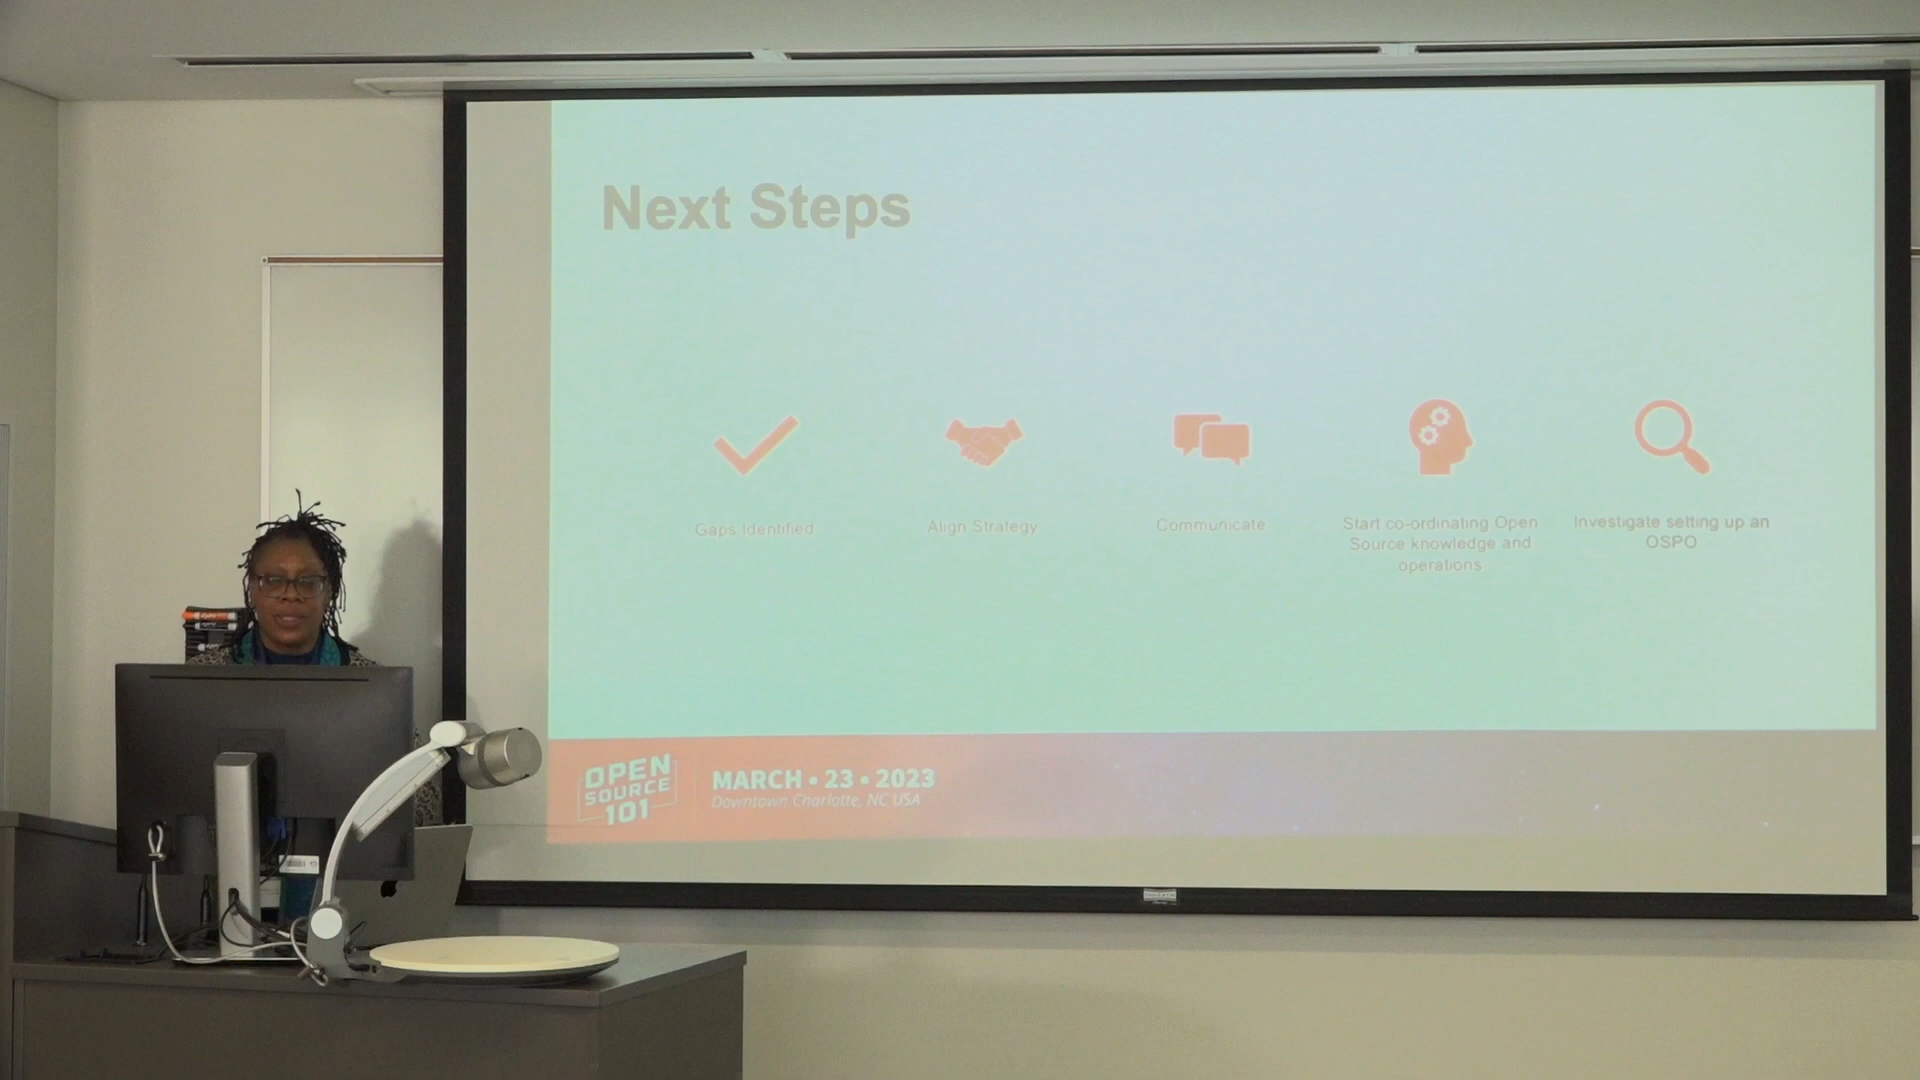 Next Steps
Gaps Identified
Align Strategy
Communicate
Start co-ordinating Open
Source knowledge and
operations
Investigate setting up an
OSPO
OPEN
SOURCE
101
MARCH • 23 • 2023
Downtown Charlotte, NC USA